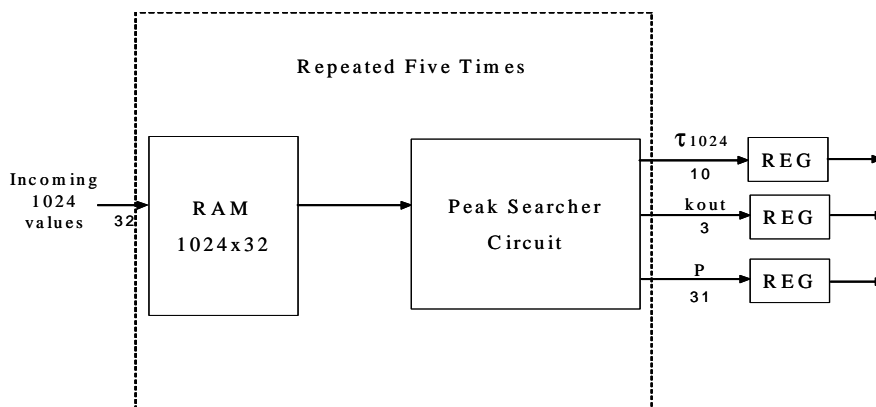 Repeated Five Times
Incoming
1024
values
32
RAM
1024x32
Peak Searcher
Circuit
τ1024
10
REG
kout
3
REG
P
31
REG